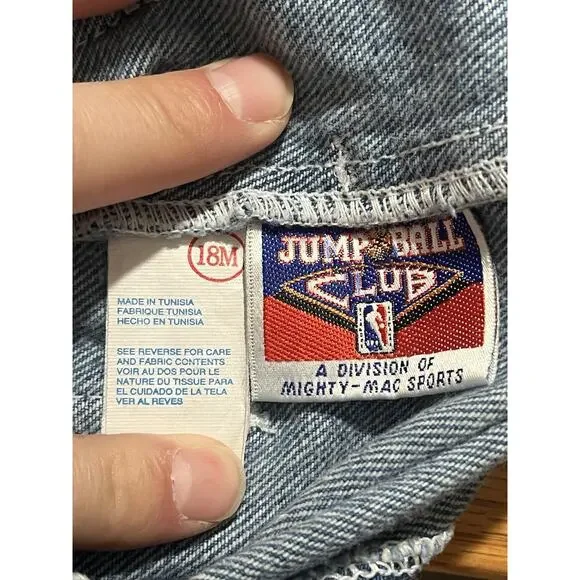 18M
MADE IN TUNISIA
FABRIQUE TUNISIA
HECHO EN TUNISIA
SEE REVERSE FOR CARE
AND FABRIC CONTENTS
VOIR AU DOS POUR LE
NATURE DU TISSUE PARA
EL CUIDADO DE LA TELA
VER AL REVES
JUMP BALL
CLUB
A DIVISION OF
MIGHTY-MAC SPORTS